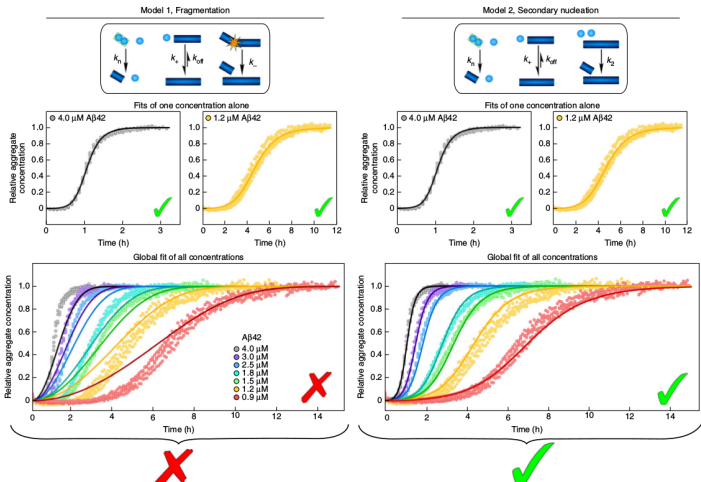 Model 1, Fragmentation
kn
k+
koff
k–
Fits of one concentration alone
4.0 μM Aβ42
1.2 μM Aβ42
Relative aggregate
concentration
1.0
0.8
0.6
0.4
0.2
0
0 1 2 3
0 2 4 6 8 10 12
Time (h)
Time (h)
Global fit of all concentrations
Relative aggregate concentration
1.0
0.8
0.6
0.4
0.2
0
Aβ42
4.0 μM
3.0 μM
2.5 μM
1.8 μM
1.5 μM
1.2 μM
0.9 μM
0 2 4 6 8 10 12 14
Time (h)
Model 2, Secondary nucleation
kn
k+
koff
k2
Fits of one concentration alone
4.0 μM Aβ42
1.2 μM Aβ42
Relative aggregate
concentration
1.0
0.8
0.6
0.4
0.2
0
0 1 2 3
0 2 4 6 8 10 12
Time (h)
Time (h)
Global fit of all concentrations
Relative aggregate concentration
1.0
0.8
0.6
0.4
0.2
0
0 2 4 6 8 10 12 14
Time (h)